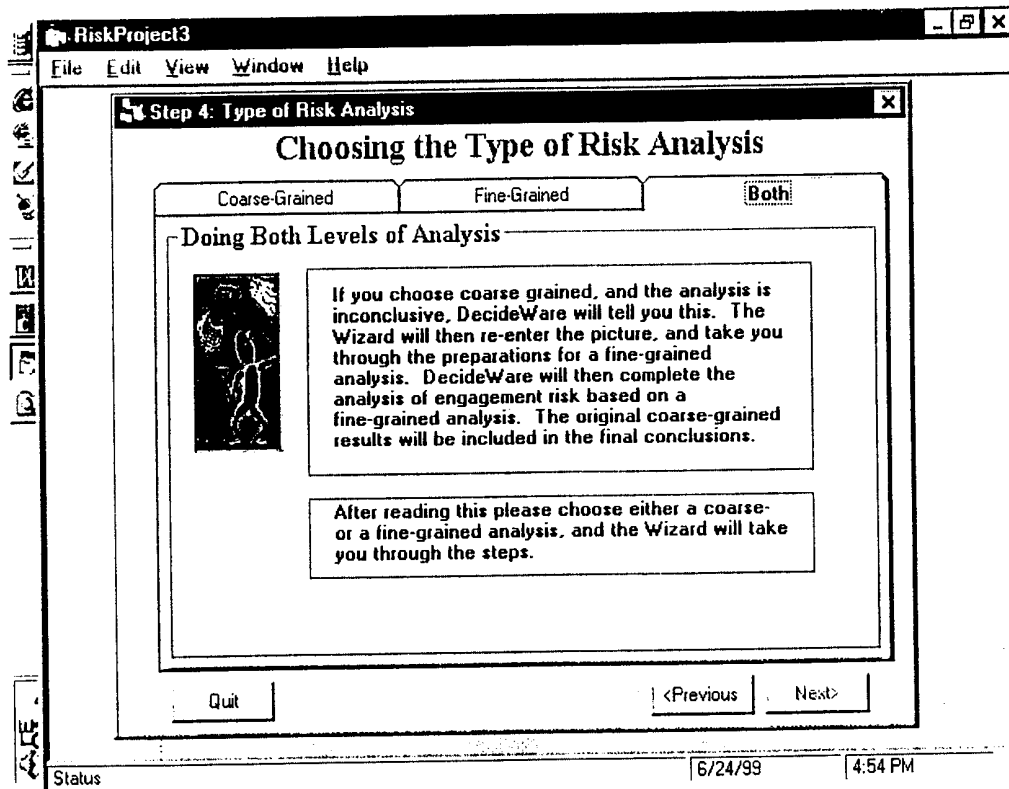 RiskProject3
File Edit View Window Help
Step 4: Type of Risk Analysis
Choosing the Type of Risk Analysis
Coarse-Grained Fine-Grained Both
Doing Both Levels of Analysis
If you choose coarse grained, and the analysis is
inconclusive, DecideWare will tell you this. The
Wizard will then re-enter the picture, and take you
through the preparations for a fine-grained
analysis. DecideWare will then complete the
analysis of engagement risk based on a
fine-grained analysis. The original coarse-grained
results will be included in the final conclusions.
After reading this please choose either a coarse-
or a fine-grained analysis, and the Wizard will take
you through the steps.
Quit <Previous Next>
Status 6/24/99 4:54 PM